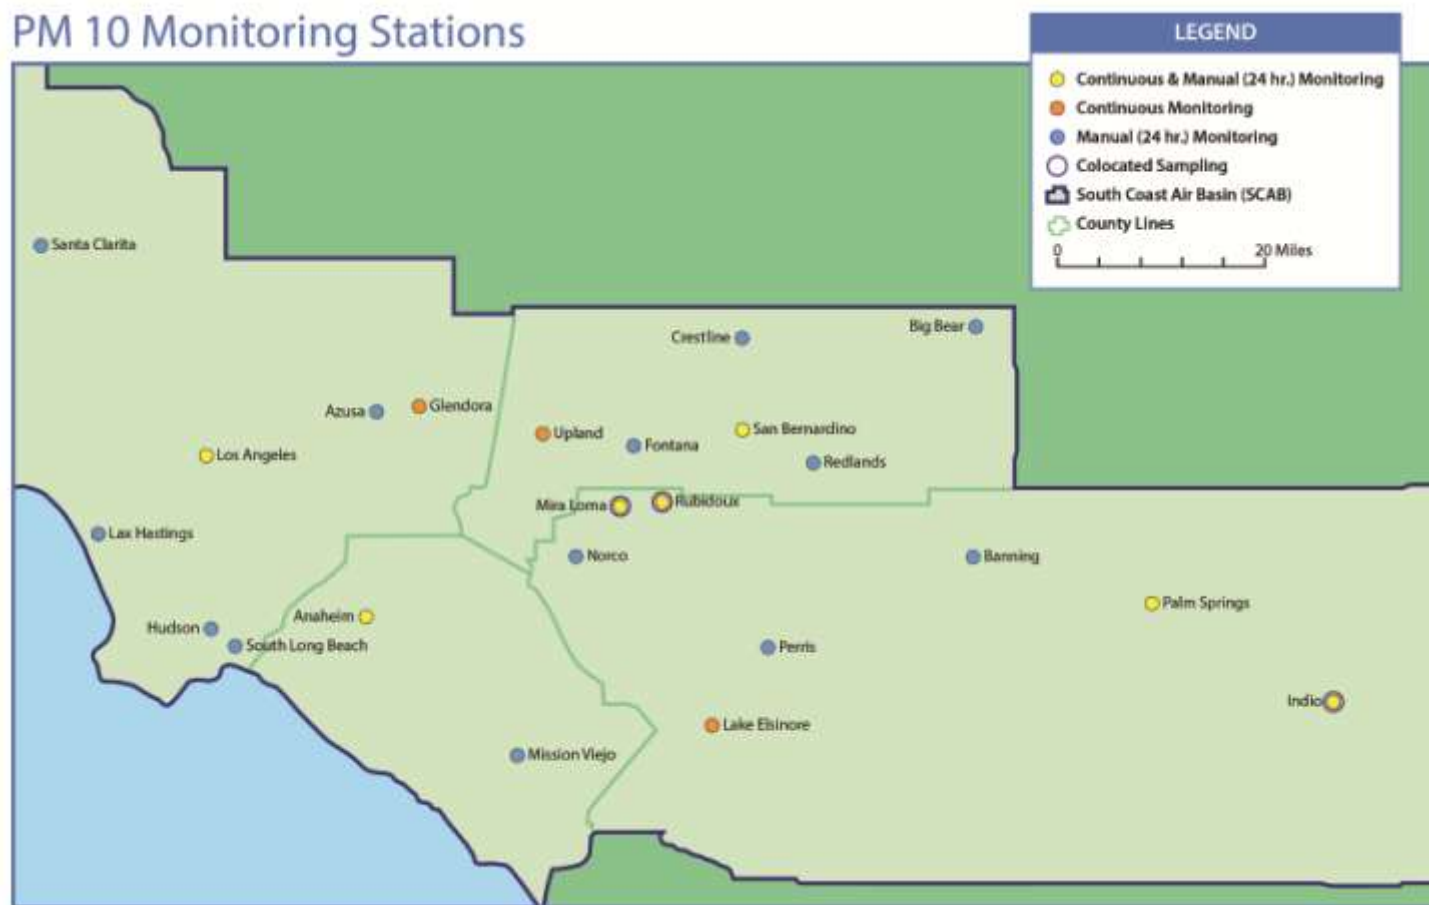 PM 10 Monitoring Stations
LEGEND
Continuous & Manual (24 hr.) Monitoring
Continuous Monitoring
Manual (24 hr.) Monitoring
Colocated Sampling
South Coast Air Basin (SCAB)
County Lines
0 20 Miles
Santa Clarita
Big Bear
Crestline
Azusa
Glendora
Upland
San Bernardino
Fontana
Los Angeles
Redlands
Mira Loma
Rubidoux
Lax Hastings
Norco
Banning
Palm Springs
Anaheim
Hudson
South Long Beach
Perris
Indio
Lake Elsinore
Mission Viejo